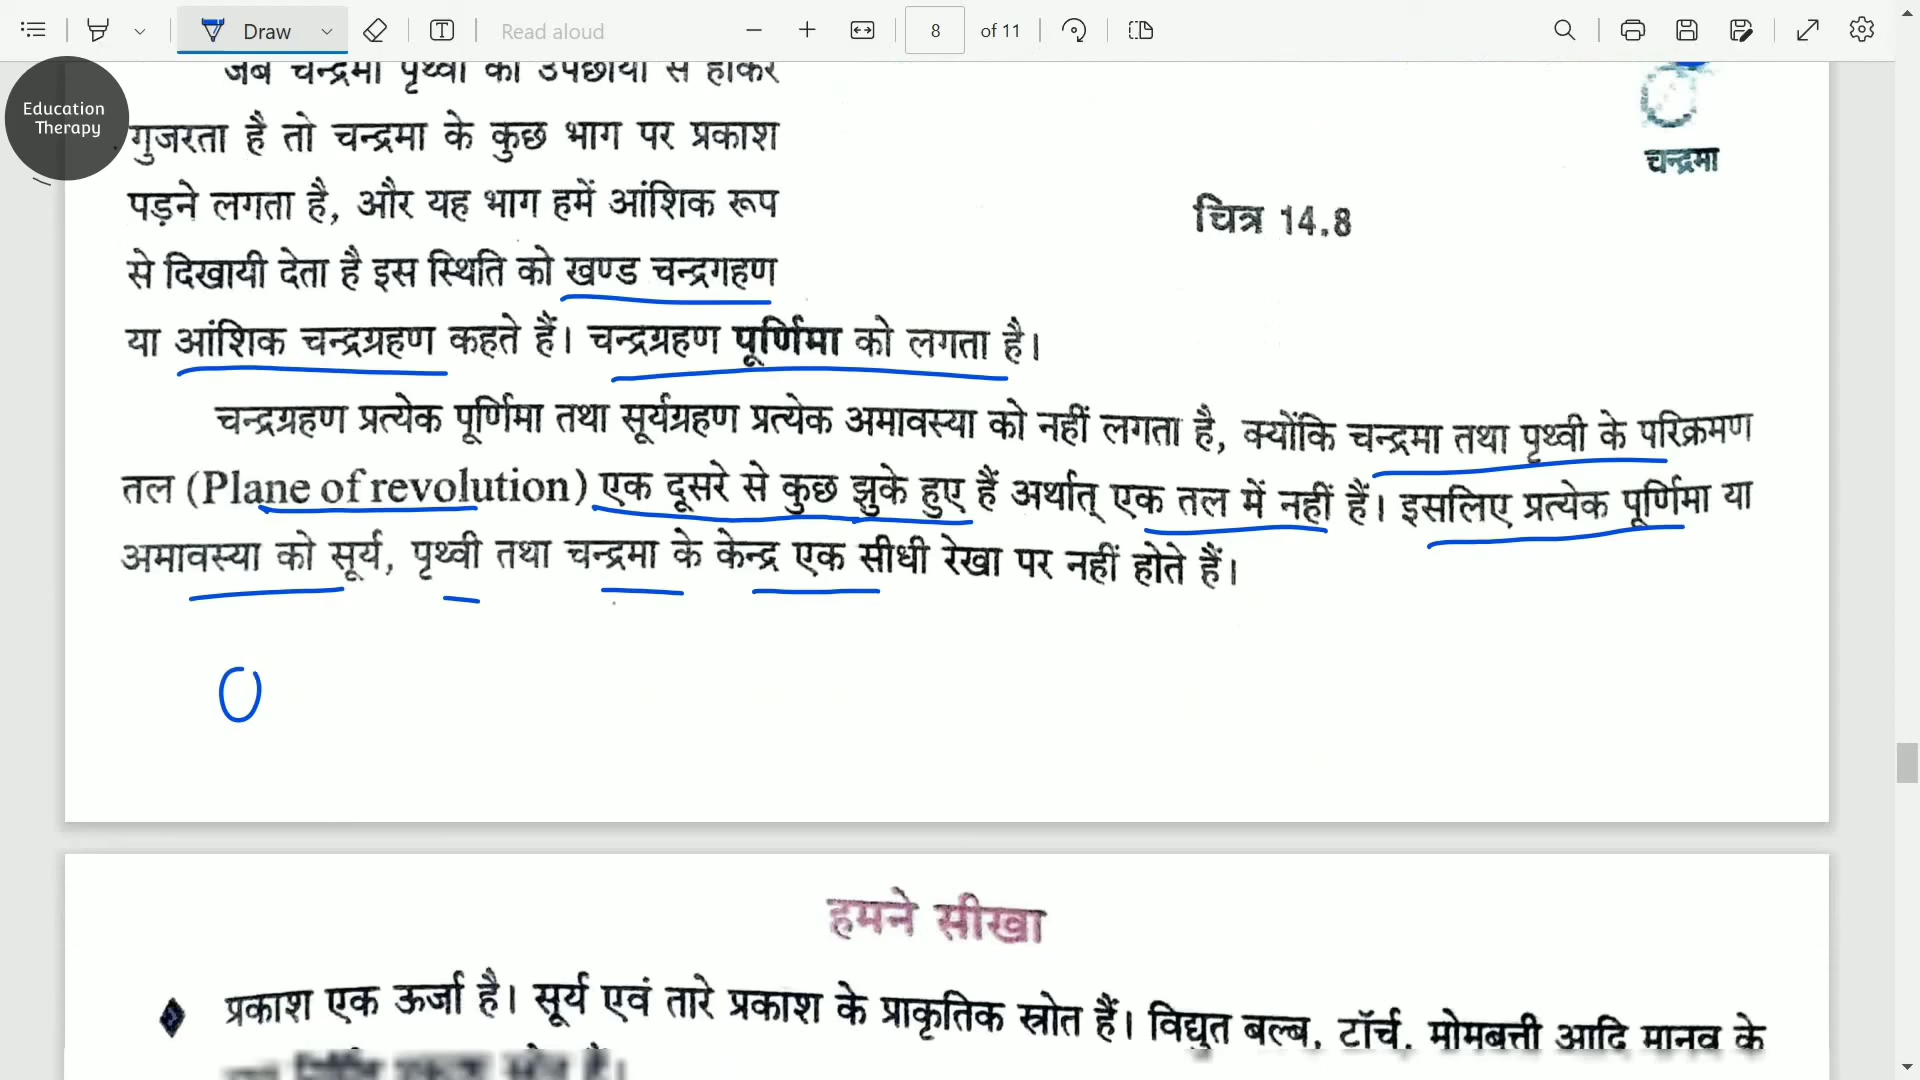 Draw
Read aloud
8 of 11
Education
Therapy
जब चन्द्रमा पृथ्वी की उपछाया से होकर
गुजरता है तो चन्द्रमा के कुछ भाग पर प्रकाश
पड़ने लगता है, और यह भाग हमें आंशिक रूप
से दिखायी देता है इस स्थिति को खण्ड चन्द्रगहण
या आंशिक चन्द्रग्रहण कहते हैं। चन्द्रग्रहण पूर्णिमा को लगता है।
चन्द्रमा
चित्र 14.8
चन्द्रग्रहण प्रत्येक पूर्णिमा तथा सूर्यग्रहण प्रत्येक अमावस्या को नहीं लगता है, क्योंकि चन्द्रमा तथा पृथ्वी के परिक्रमण
तल (Plane of revolution) एक दूसरे से कुछ झुके हुए हैं अर्थात् एक तल में नहीं हैं। इसलिए प्रत्येक पूर्णिमा या
अमावस्या को सूर्य, पृथ्वी तथा चन्द्रमा के केन्द्र एक सीधी रेखा पर नहीं होते हैं।
हमने सीखा
प्रकाश एक ऊर्जा है। सूर्य एवं तारे प्रकाश के प्राकृतिक स्रोत हैं। विद्युत बल्ब, टॉर्च, मोमबत्ती आदि मानव के